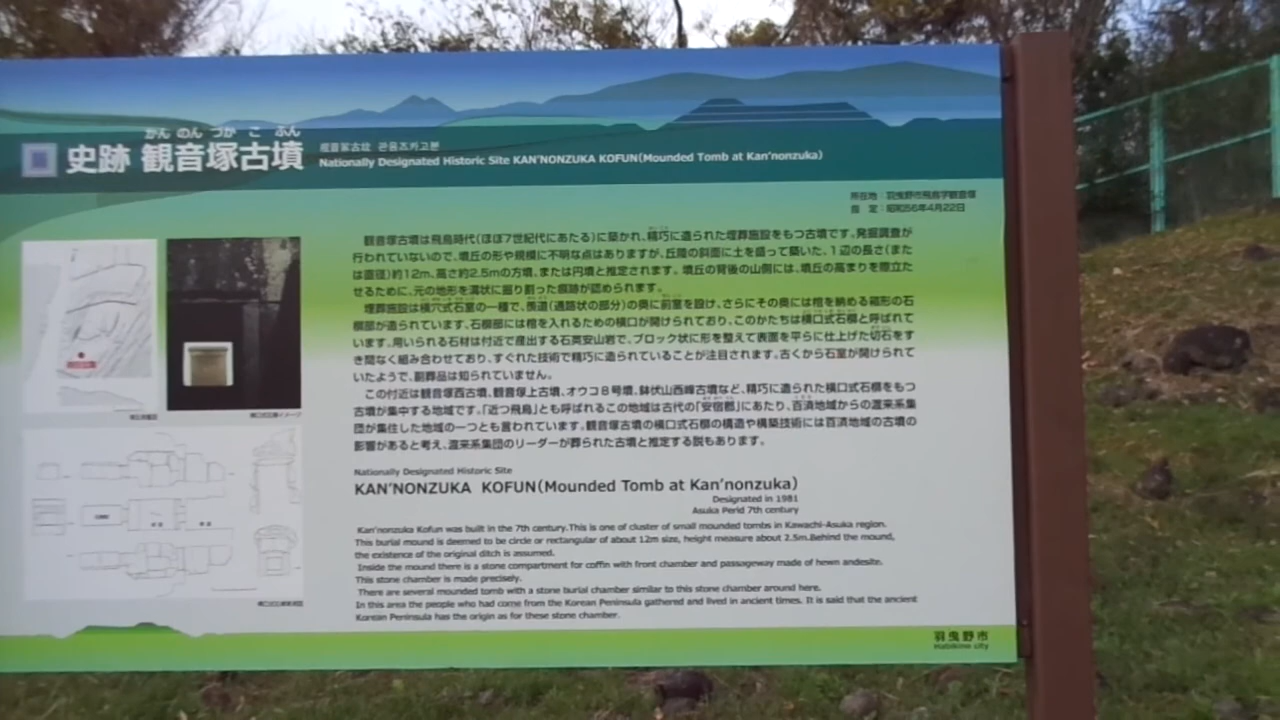 かん のん づか こ ふん
史跡 観音塚古墳
观音冢古坟 관음즈카고분
Nationally Designated Historic Site KAN'NONZUKA KOFUN(Mounded Tomb at Kan'nonzuka)
所在地 : 羽曳野市飛鳥字観音塚
指 定 : 昭和56年4月22日
観音塚古墳は飛鳥時代(ほぼ7世紀代にあたる)に築かれ、精巧に造られた埋葬施設をもつ古墳です。発掘調査が
行われていないので、墳丘の形や規模に不明な点はありますが、丘陵の斜面に土を盛って築いた、1辺の長さ(また
は直径)約12m、高さ約2.5mの方墳、または円墳と推定されます。墳丘の背後の山側には、墳丘の高まりを際立た
せるために、元の地形を溝状に掘り割った痕跡が認められます。
埋葬施設は横穴式石室の一種で、羨道(通路状の部分)の奥に前室を設け、さらにその奥には棺を納める箱形の石
槨部が造られています。石槨部には棺を入れるための横口が開けられており、このかたちは横口式石槨と呼ばれて
います。用いられる石材は付近で産出する石英安山岩で、ブロック状に形を整えて表面を平らに仕上げた切石をす
き間なく組み合わせており、すぐれた技術で精巧に造られていることが注目されます。古くから石室が開けられて
いたようで、副葬品は知られていません。
この付近は観音塚西古墳、観音塚上古墳、オウコ8号墳、鉢伏山西峰古墳など、精巧に造られた横口式石槨をもつ
古墳が集中する地域です。「近つ飛鳥」とも呼ばれるこの地域は古代の「安宿郡」にあたり、百済地域からの渡来系集
団が集住した地域の一つとも言われています。観音塚古墳の横口式石槨の構造や構築技術には百済地域の古墳の
影響があると考え、渡来系集団のリーダーが葬られた古墳と推定する説もあります。
Nationally Designated Historic Site
KAN'NONZUKA KOFUN(Mounded Tomb at Kan'nonzuka)
Designated in 1981
Asuka Perid 7th century
Kan'nonzuka Kofun was built in the 7th century.This is one of cluster of small mounded tombs in Kawachi-Asuka region.
This burial mound is deemed to be circle or rectangular of about 12m size, height measure about 2.5m.Behind the mound,
the existence of the original ditch is assumed.
Inside the mound there is a stone compartment for coffin with front chamber and passageway made of hewn andesite.
This stone chamber is made precisely.
There are several mounded tomb with a stone burial chamber similar to this stone chamber around here.
In this area the people who had come from the Korean Peninsula gathered and lived in ancient times. It is said that the ancient
Korean Peninsula has the origin as for these stone chamber.
羽曳野市
Habikino city